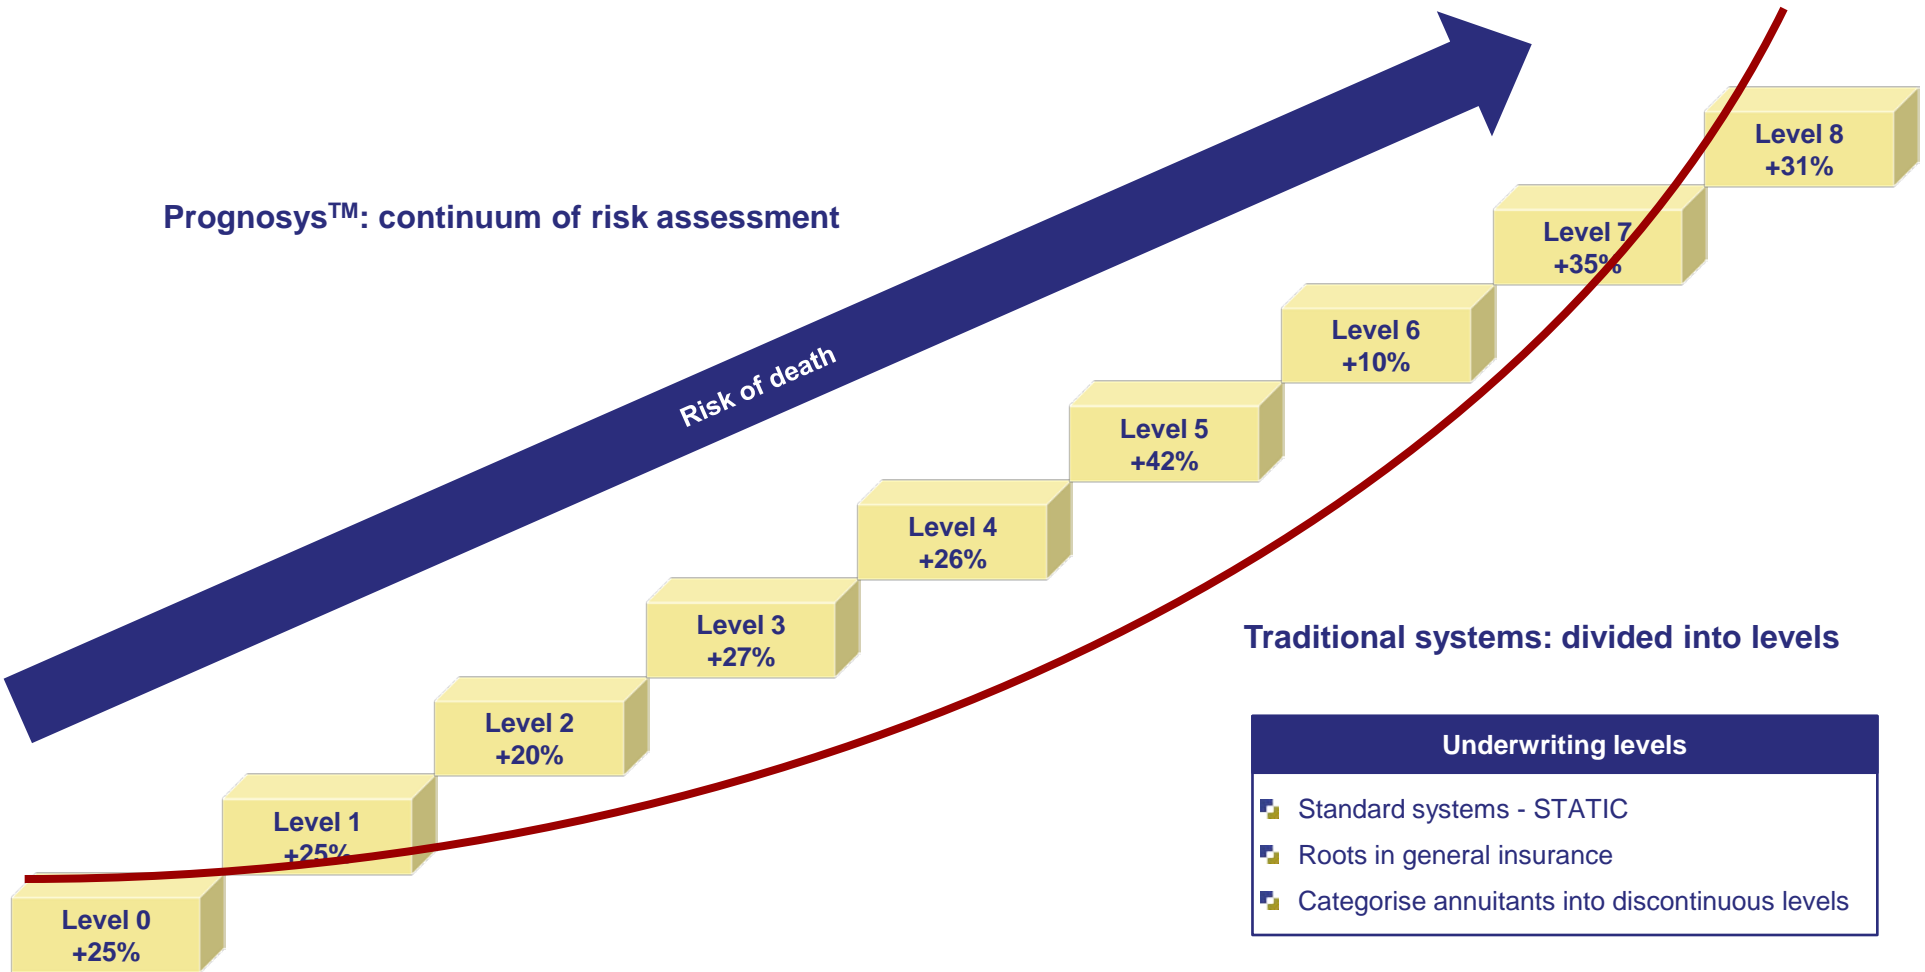 Prognosys™: continuum of risk assessment
Risk of death
Level 8
+31%
Level 7
+35%
Level 6
+10%
Level 5
+42%
Level 4
+26%
Level 3
+27%
Level 2
+20%
Level 1
+25%
Level 0
+25%
Traditional systems: divided into levels
Underwriting levels
Standard systems - STATIC
Roots in general insurance
Categorise annuitants into discontinuous levels